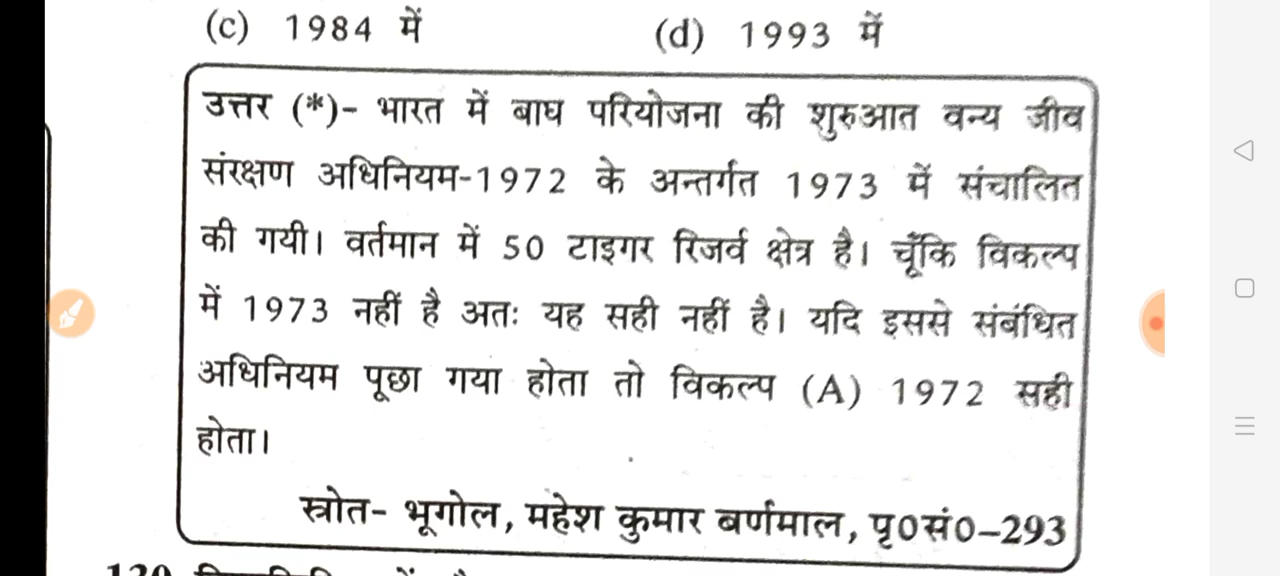 (c) 1984 में (d) 1993 में
उत्तर (*)- भारत में बाघ परियोजना की शुरुआत वन्य जीव
संरक्षण अधिनियम-1972 के अन्तर्गत 1973 में संचालित
की गयी। वर्तमान में 50 टाइगर रिजर्व क्षेत्र है। चूँकि विकल्प
में 1973 नहीं है अतः यह सही नहीं है। यदि इससे संबंधित
अधिनियम पूछा गया होता तो विकल्प (A) 1972 सही
होता।
स्त्रोत- भूगोल, महेश कुमार बर्णमाल, पृ0सं0-293